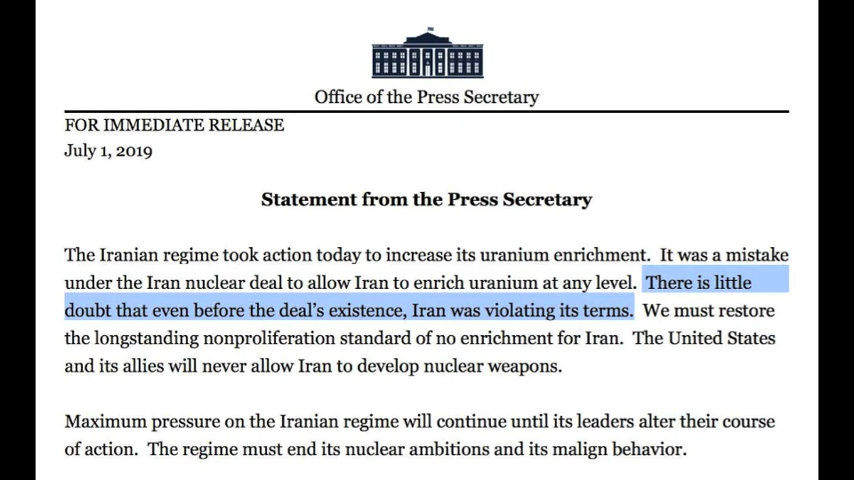 Office of the Press Secretary
FOR IMMEDIATE RELEASE
July 1, 2019
Statement from the Press Secretary
The Iranian regime took action today to increase its uranium enrichment. It was a mistake
under the Iran nuclear deal to allow Iran to enrich uranium at any level. There is little
doubt that even before the deal’s existence, Iran was violating its terms. We must restore
the longstanding nonproliferation standard of no enrichment for Iran. The United States
and its allies will never allow Iran to develop nuclear weapons.
Maximum pressure on the Iranian regime will continue until its leaders alter their course
of action. The regime must end its nuclear ambitions and its malign behavior.